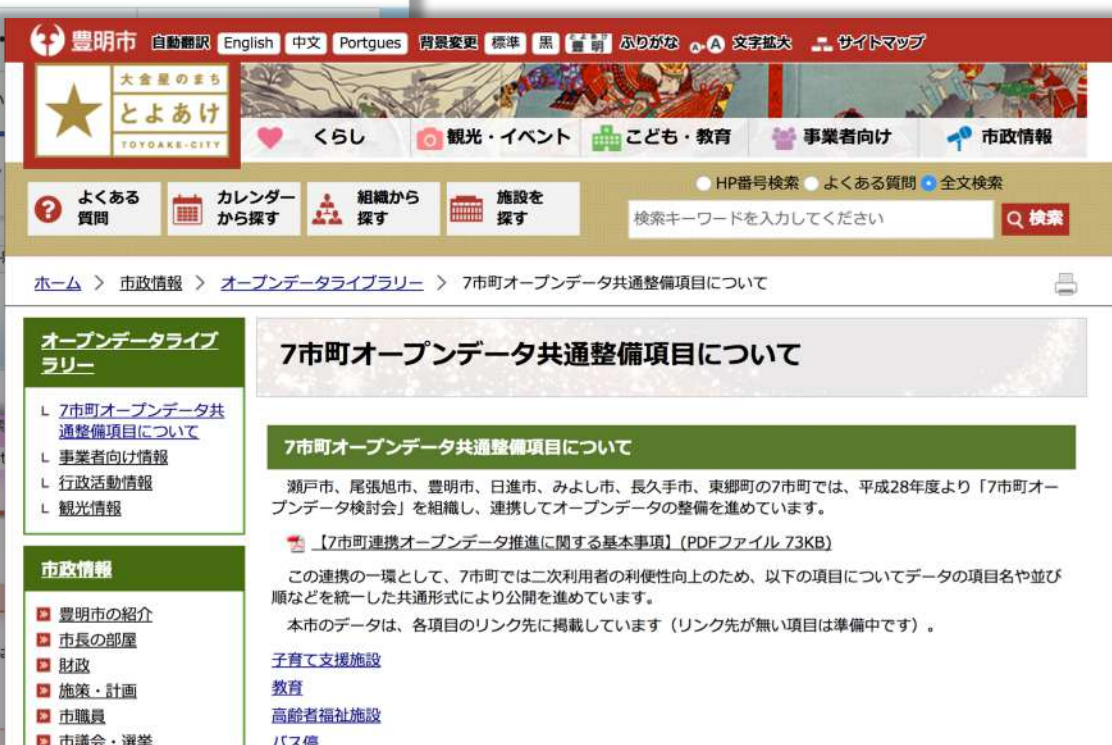 豊明市 自動翻訳 English 中文 Portgues 背景変更 標準 黒 豊明 ふりがな A A 文字拡大 サイトマップ
大金星のまち
とよあけ
TOYOAKE-CITY
くらし 観光・イベント こども・教育 事業者向け 市政情報
よくある質問 カレンダーから探す 組織から探す 施設を探す
HP番号検索 よくある質問 全文検索
検索キーワードを入力してください 検索
ホーム > 市政情報 > オープンデータライブラリー > 7市町オープンデータ共通整備項目について
オープンデータライブ
ラリー
7市町オープンデータ共
通整備項目について
事業者向け情報
行政活動情報
観光情報
市政情報
豊明市の紹介
市長の部屋
財政
施策・計画
市職員
市議会・選挙
7市町オープンデータ共通整備項目について
7市町オープンデータ共通整備項目について
瀬戸市、尾張旭市、豊明市、日進市、みよし市、長久手市、東郷町の7市町では、平成28年度より「7市町オー
プンデータ検討会」を組織し、連携してオープンデータの整備を進めています。
【7市町連携オープンデータ推進に関する基本事項】(PDFファイル 73KB)
この連携の一環として、7市町では二次利用者の利便性向上のため、以下の項目についてデータの項目名や並び
順などを統一した共通形式により公開を進めています。
本市のデータは、各項目のリンク先に掲載しています（リンク先が無い項目は準備中です）。
子育て支援施設
教育
高齢者福祉施設
バス停